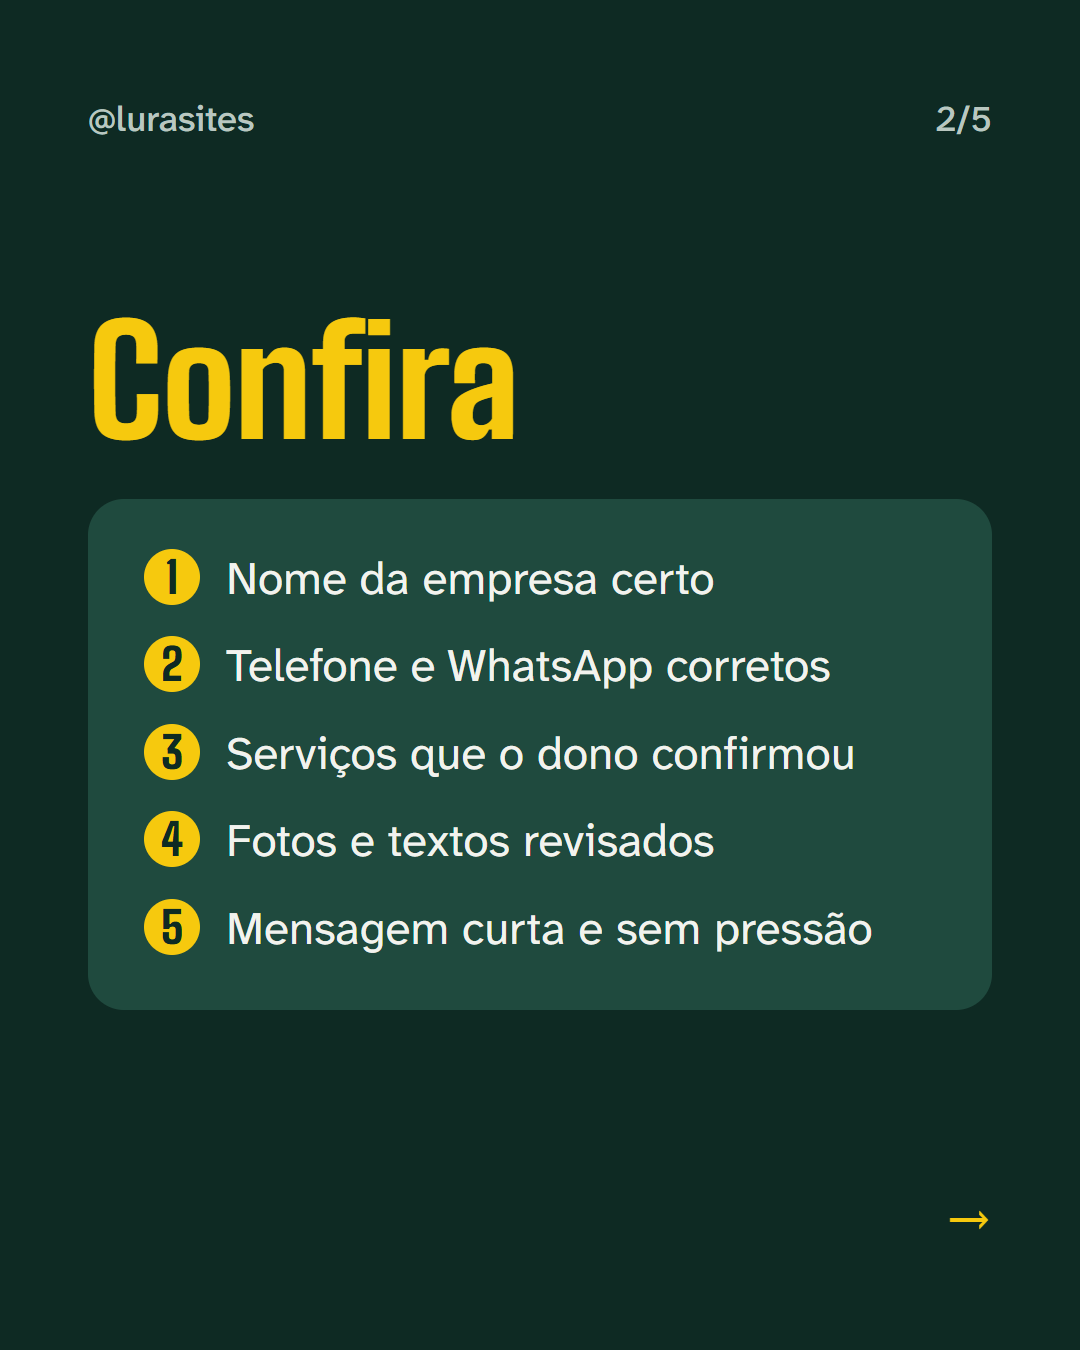 @lurasites
2/5
Confira
1 Nome da empresa certo
2 Telefone e WhatsApp corretos
3 Serviços que o dono confirmou
4 Fotos e textos revisados
5 Mensagem curta e sem pressão
→